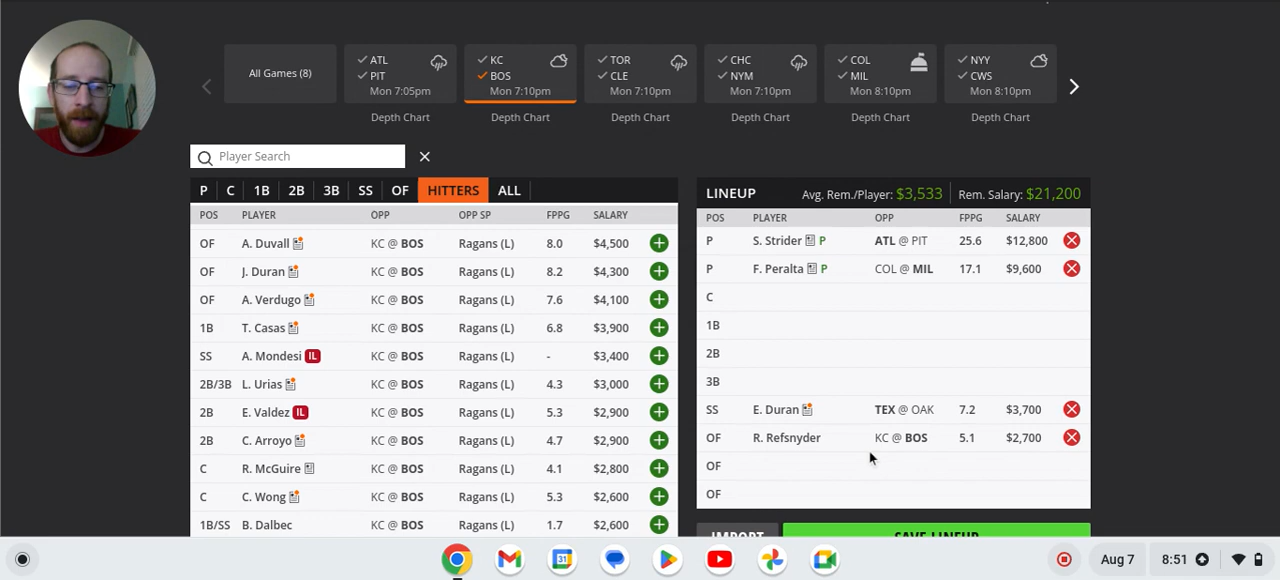 All Games (8)
ATL
PIT
Mon 7:05pm
Depth Chart
KC
BOS
Mon 7:10pm
Depth Chart
TOR
CLE
Mon 7:10pm
Depth Chart
CHC
NYM
Mon 7:10pm
Depth Chart
COL
MIL
Mon 8:10pm
Depth Chart
NYY
CWS
Mon 8:10pm
Depth Chart
Player Search
P C 1B 2B 3B SS OF HITTERS ALL
POS PLAYER OPP OPP SP FPPG SALARY
OF A. Duvall KC @ BOS Ragans (L) 8.0 $4,500
OF J. Duran KC @ BOS Ragans (L) 8.2 $4,300
OF A. Verdugo KC @ BOS Ragans (L) 7.6 $4,100
1B T. Casas KC @ BOS Ragans (L) 6.8 $3,900
SS A. Mondesi IL KC @ BOS Ragans (L) - $3,400
2B/3B L. Urias KC @ BOS Ragans (L) 4.3 $3,000
2B E. Valdez IL KC @ BOS Ragans (L) 5.3 $2,900
2B C. Arroyo KC @ BOS Ragans (L) 4.7 $2,900
C R. McGuire KC @ BOS Ragans (L) 4.1 $2,800
C C. Wong KC @ BOS Ragans (L) 5.3 $2,600
1B/SS B. Dalbec KC @ BOS Ragans (L) 1.7 $2,600
LINEUP Avg. Rem./Player: $3,533 Rem. Salary: $21,200
POS PLAYER OPP FPPG SALARY
P S. Strider P ATL @ PIT 25.6 $12,800
P F. Peralta P COL @ MIL 17.1 $9,600
C
1B
2B
3B
SS E. Duran TEX @ OAK 7.2 $3,700
OF R. Refsnyder KC @ BOS 5.1 $2,700
OF
OF
IMPORT SAVE LINEUP
31
Aug 7 8:51